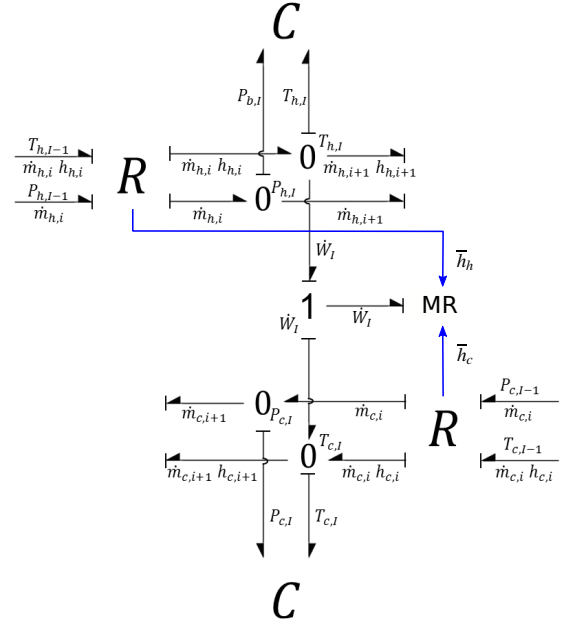 C
P_{b,I} T_{h,I}
T_{h,I−1} T_{h,I}
R 0
ṁ_{h,i} h_{h,i} ṁ_{h,i} h_{h,i} ṁ_{h,i+1} h_{h,i+1}
P_{h,I−1} 0 P_{h,I}
ṁ_{h,i} ṁ_{h,i} ṁ_{h,i+1}
Ẇ_I h̅_h
1 MR
Ẇ_I Ẇ_I
h̅_c
P_{c,I−1}
0 P_{c,I}
ṁ_{c,i+1} ṁ_{c,i} ṁ_{c,i}
R
0 T_{c,I} T_{c,I−1}
ṁ_{c,i+1} h_{c,i+1} ṁ_{c,i} h_{c,i} ṁ_{c,i} h_{c,i}
P_{c,I} T_{c,I}
C